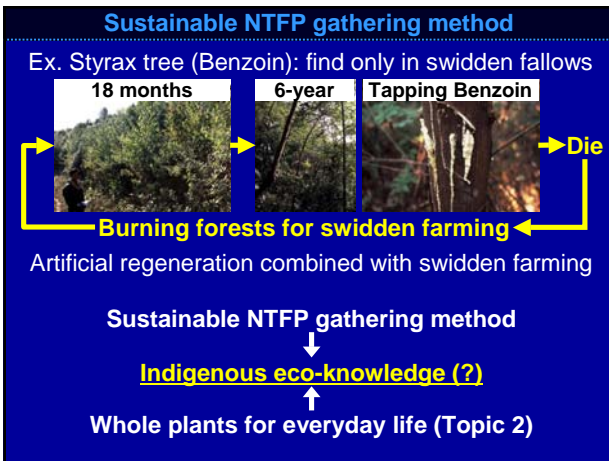 Sustainable NTFP gathering method
Ex. Styrax tree (Benzoin): find only in swidden fallows
18 months
6-year
Tapping Benzoin
Die
Burning forests for swidden farming
Artificial regeneration combined with swidden farming
Sustainable NTFP gathering method
Indigenous eco-knowledge (?)
Whole plants for everyday life (Topic 2)